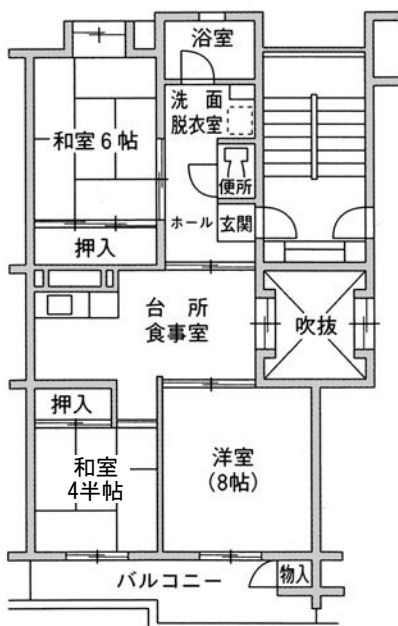 浴室
洗面
脱衣室
和室6帖
便所
ホール
玄関
押入
台所
食事室
吹抜
押入
和室
4半帖
洋室
(8帖)
バルコニー
物入